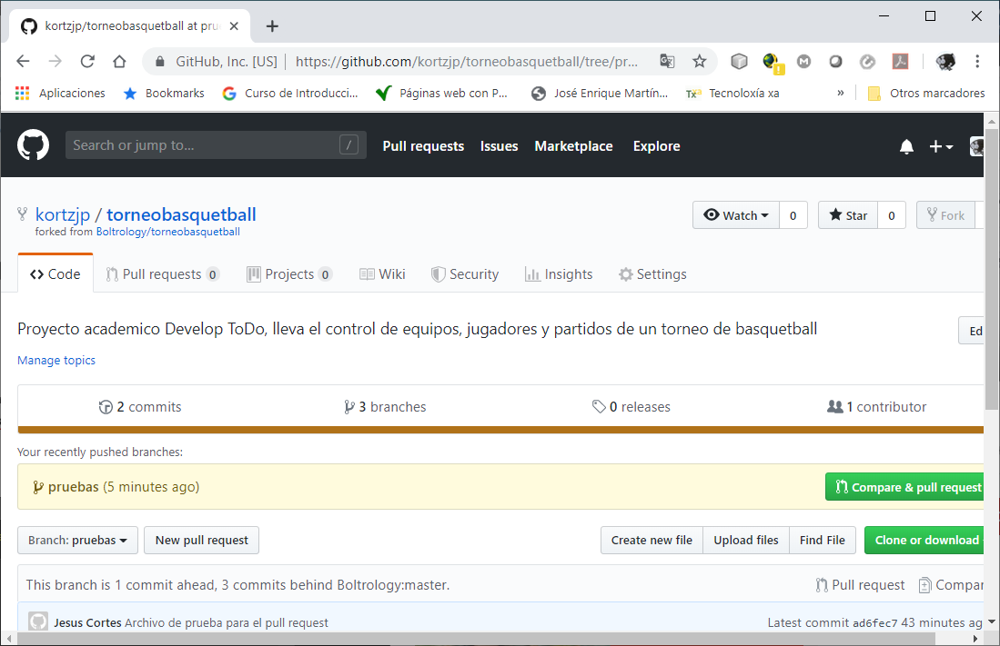 kortzjp/torneobasquetball at pru
GitHub, Inc. [US] | https://github.com/kortzjp/torneobasquetball/tree/pr...
Aplicaciones Bookmarks Curso de Introducci... Páginas web con P... José Enrique Martín... Tecnoloxía xa » Otros marcadores
Search or jump to... / Pull requests Issues Marketplace Explore
kortzjp / torneobasquetball Watch 0 Star 0 Fork
forked from Boltrology/torneobasquetball
Code Pull requests 0 Projects 0 Wiki Security Insights Settings
Proyecto academico Develop ToDo, lleva el control de equipos, jugadores y partidos de un torneo de basquetball Ed
Manage topics
2 commits 3 branches 0 releases 1 contributor
Your recently pushed branches:
pruebas (5 minutes ago) Compare & pull request
Branch: pruebas New pull request Create new file Upload files Find File Clone or download
This branch is 1 commit ahead, 3 commits behind Boltrology:master. Pull request Compar
Jesus Cortes Archivo de prueba para el pull request Latest commit ad6fec7 43 minutes ag